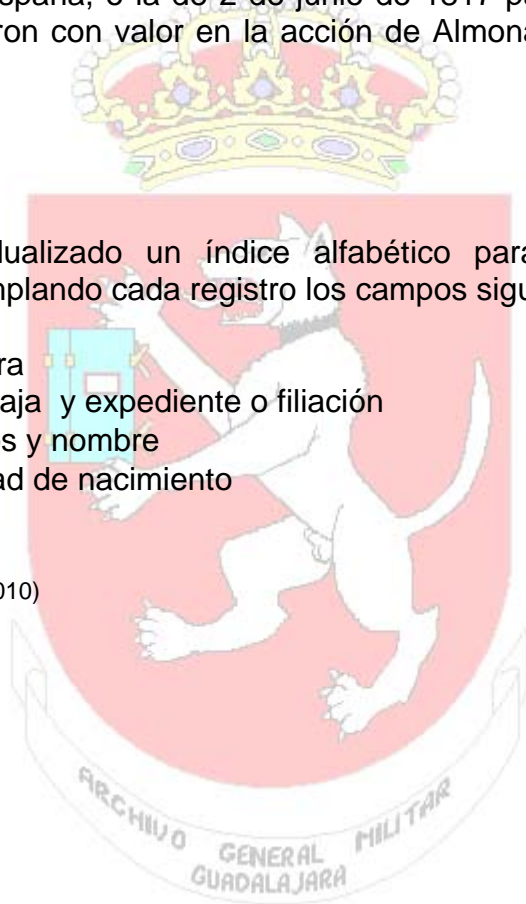 spaña, o la de 2 de junio de 1817 p
ron con valor en la acción de Almona
dualizado un índice alfabético para
mplando cada registro los campos sigu
ra
aja y expediente o filiación
s y nombre
ad de nacimiento
010)
ARCHIVO GENERAL MILITAR
GUADALAJARA